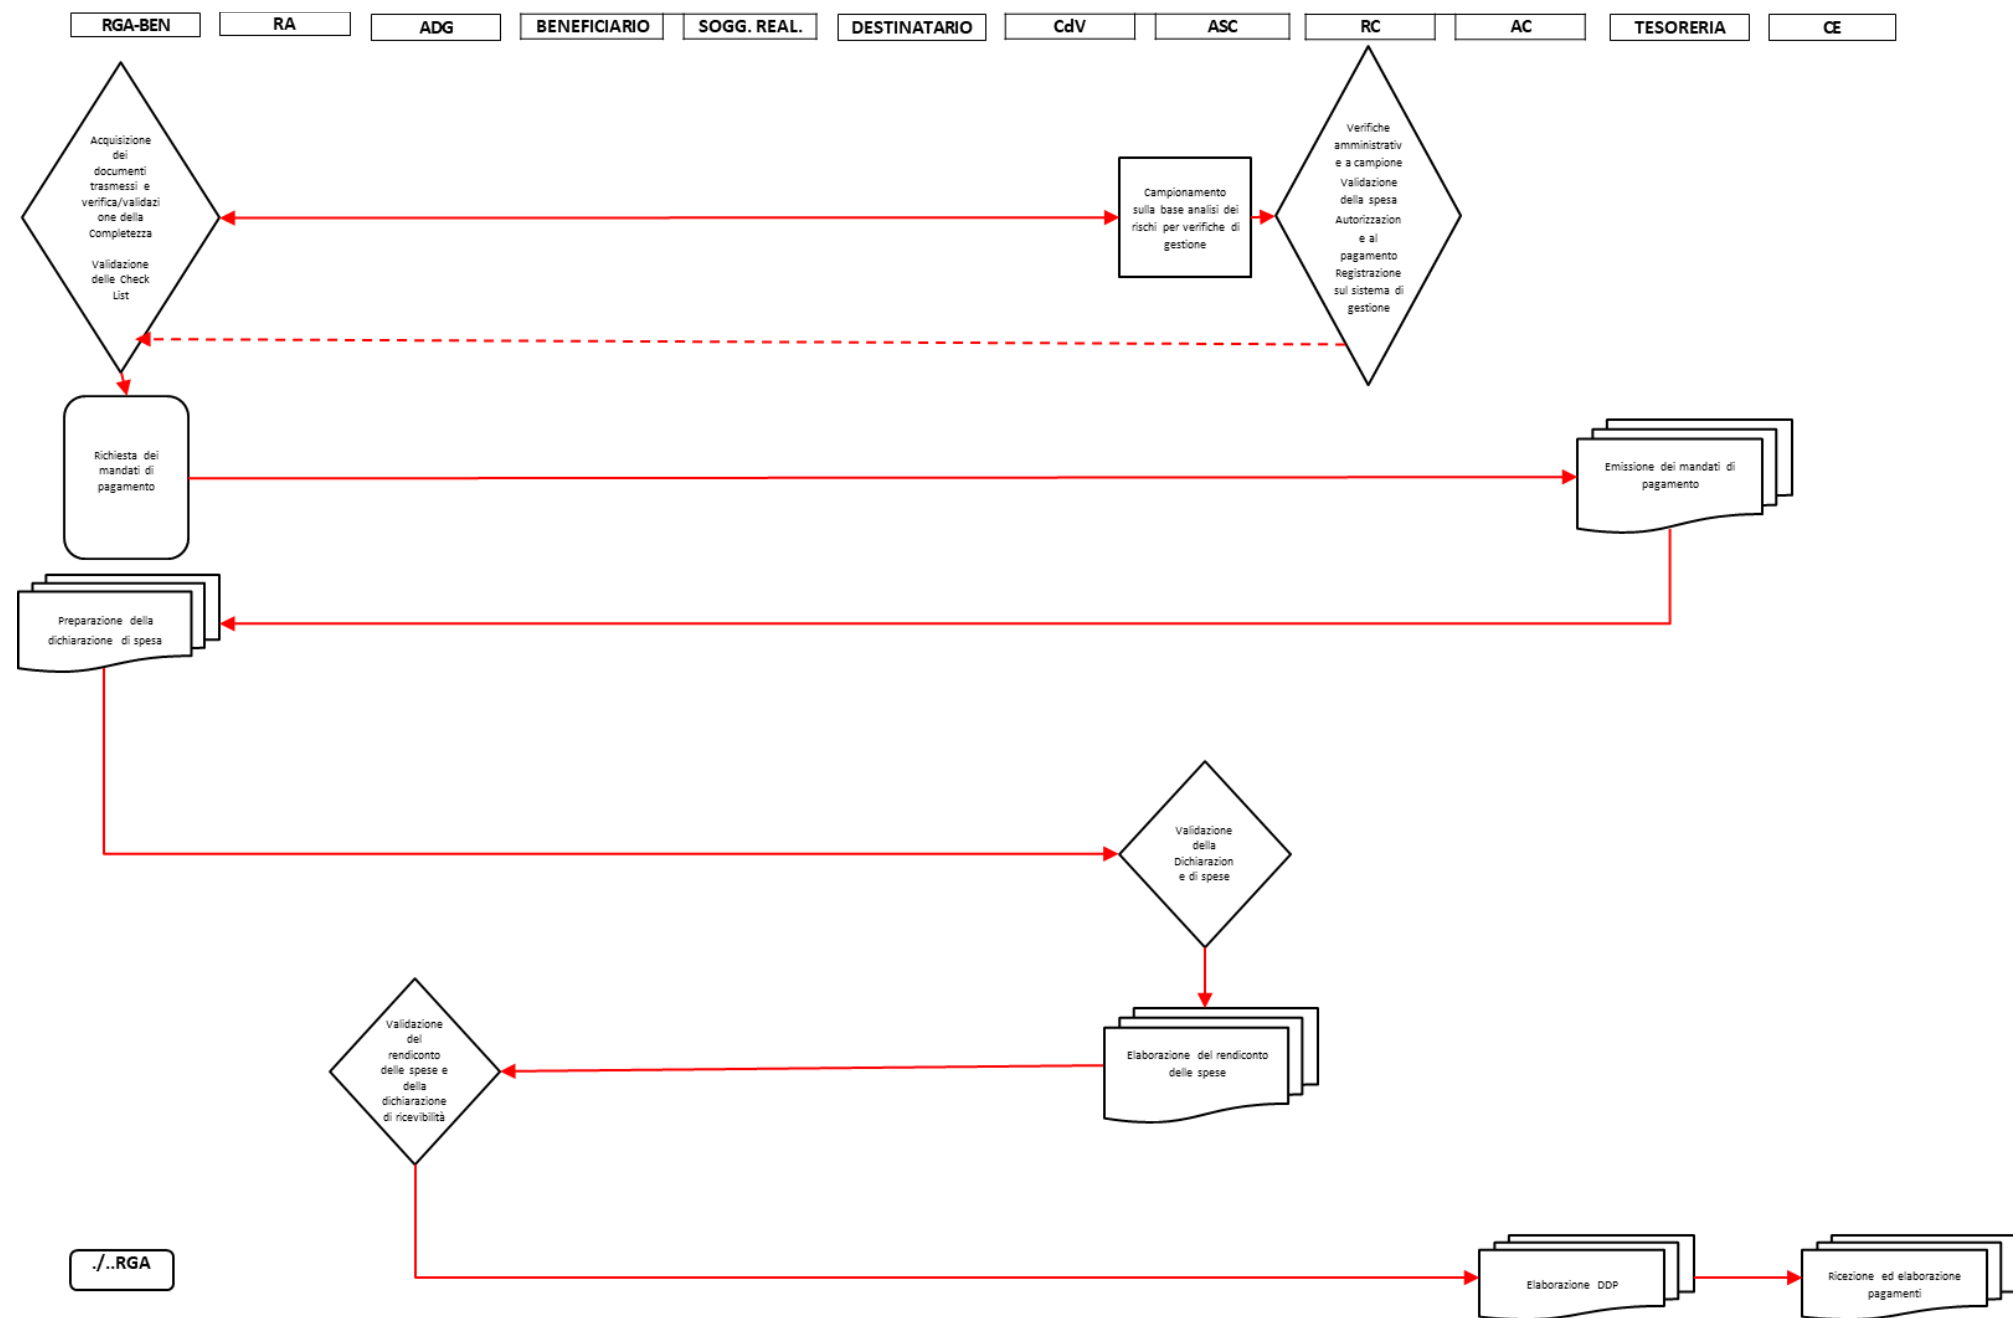 RGA-BEN RA ADG BENEFICIARIO SOGG. REAL. DESTINATARIO CdV ASC RC AC TESORERIA CE
Acquisizione
dei
documenti
trasmessi e
verifica/validazi
one della
Completezza
Validazione
delle Check
List
Campionamento
sulla base analisi dei
rischi per verifiche di
gestione
Verifiche
amministrativ
e a campione
Validazione
della spesa
Autorizzazion
e al
pagamento
Registrazione
sul sistema di
gestione
Richiesta dei
mandati di
pagamento
Emissione dei mandati di
pagamento
Preparazione della
dichiarazione di spesa
Validazione
della
Dichiarazion
e di spese
Validazione
del
rendiconto
delle spese e
della
dichiarazione
di ricevibilità
Elaborazione del rendiconto
delle spese
./..RGA
Elaborazione DDP
Ricezione ed elaborazione
pagamenti